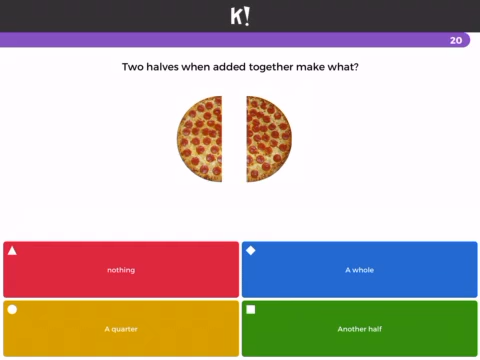 K!
20
Two halves when added together make what?
nothing
A whole
A quarter
Another half